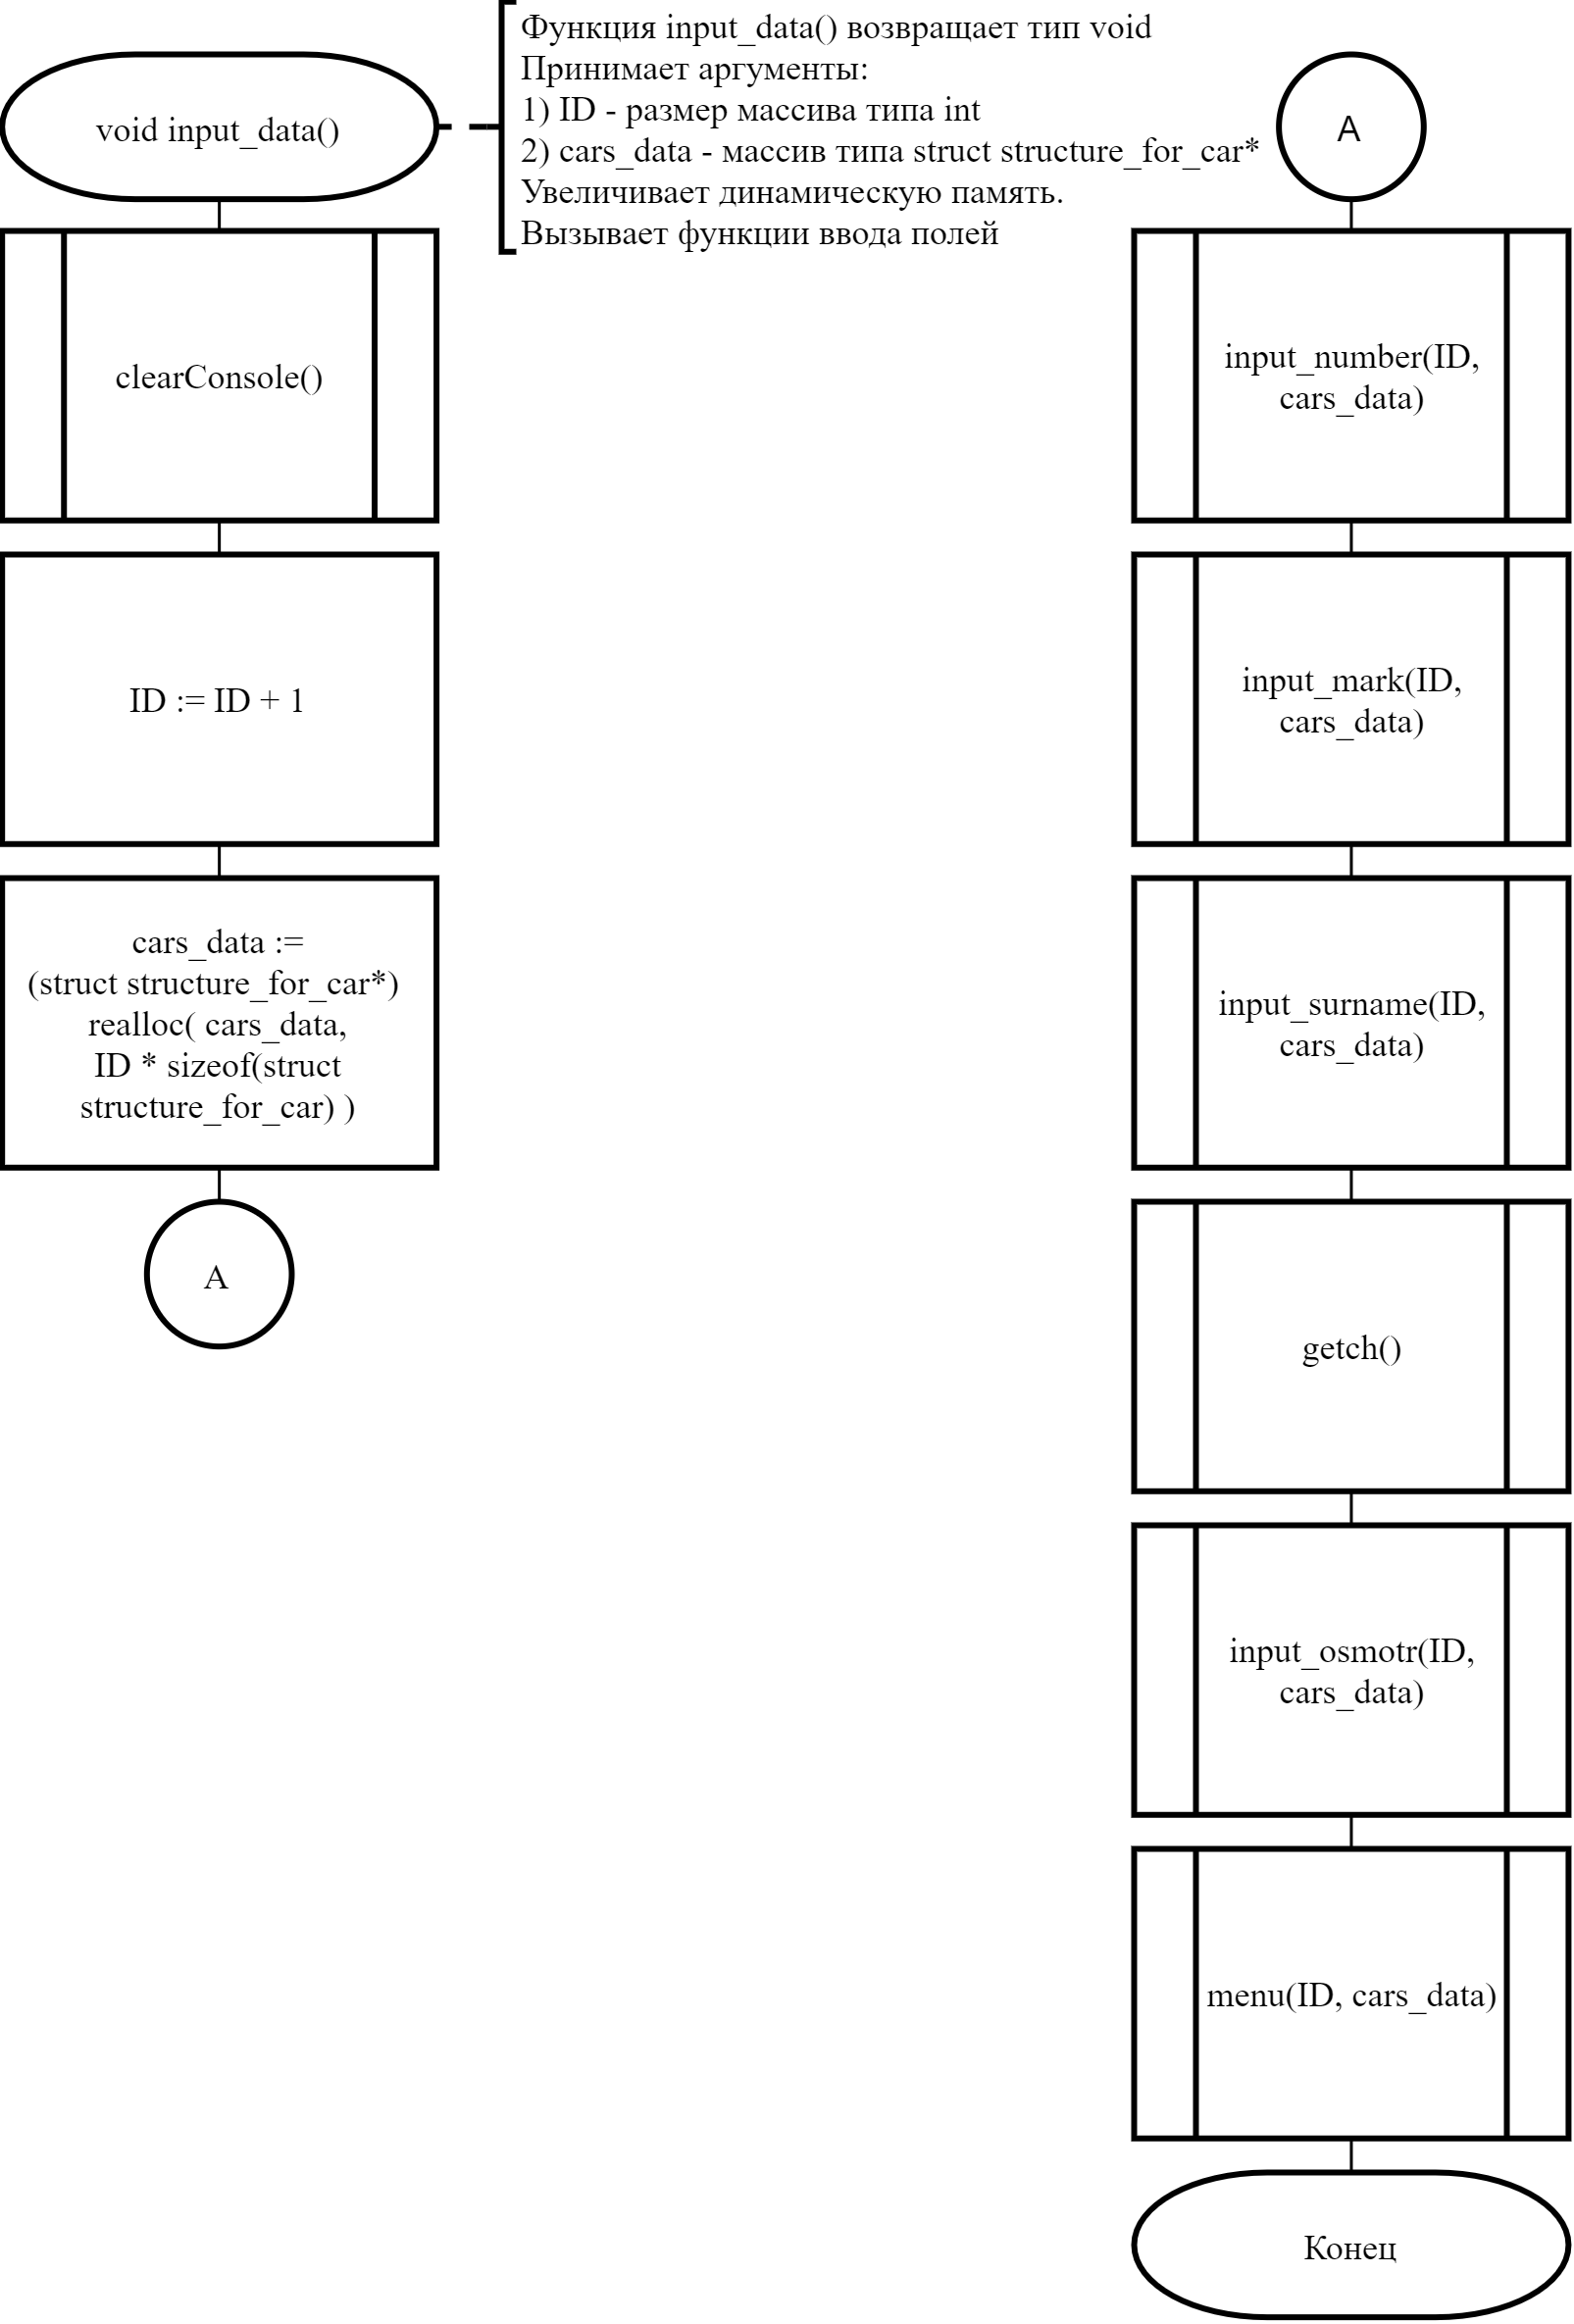 void input_data()
Функция input_data() возвращает тип void
Принимает аргументы:
1) ID - размер массива типа int
2) cars_data - массив типа struct structure_for_car*
Увеличивает динамическую память.
Вызывает функции ввода полей
clearConsole()
ID := ID + 1
cars_data :=
(struct structure_for_car*)
realloc( cars_data,
ID * sizeof(struct
structure_for_car) )
A
A
input_number(ID,
cars_data)
input_mark(ID,
cars_data)
input_surname(ID,
cars_data)
getch()
input_osmotr(ID,
cars_data)
menu(ID, cars_data)
Конец